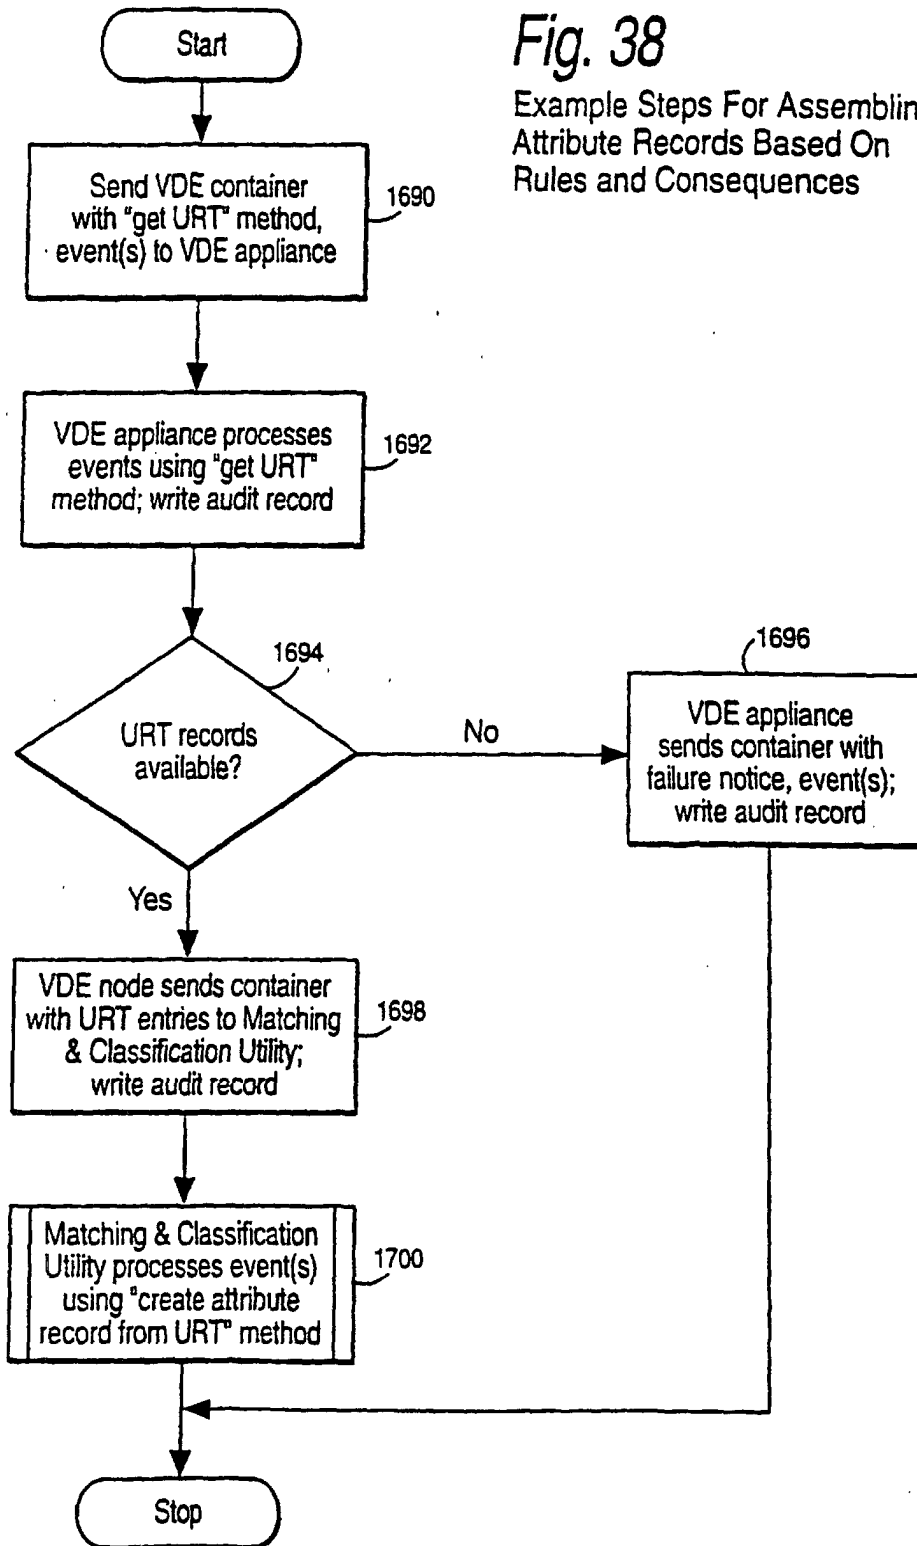 Start
Fig. 38
Example Steps For Assemblin
Attribute Records Based On
Rules and Consequences
Send VDE container
with "get URT" method,
event(s) to VDE appliance
1690
VDE appliance processes
events using "get URT"
method; write audit record
1692
1694
URT records
available?
No
Yes
1696
VDE appliance
sends container with
failure notice, event(s);
write audit record
VDE node sends container
with URT entries to Matching
& Classification Utility;
write audit record
1698
Matching & Classification
Utility processes event(s)
using "create attribute
record from URT" method
1700
Stop